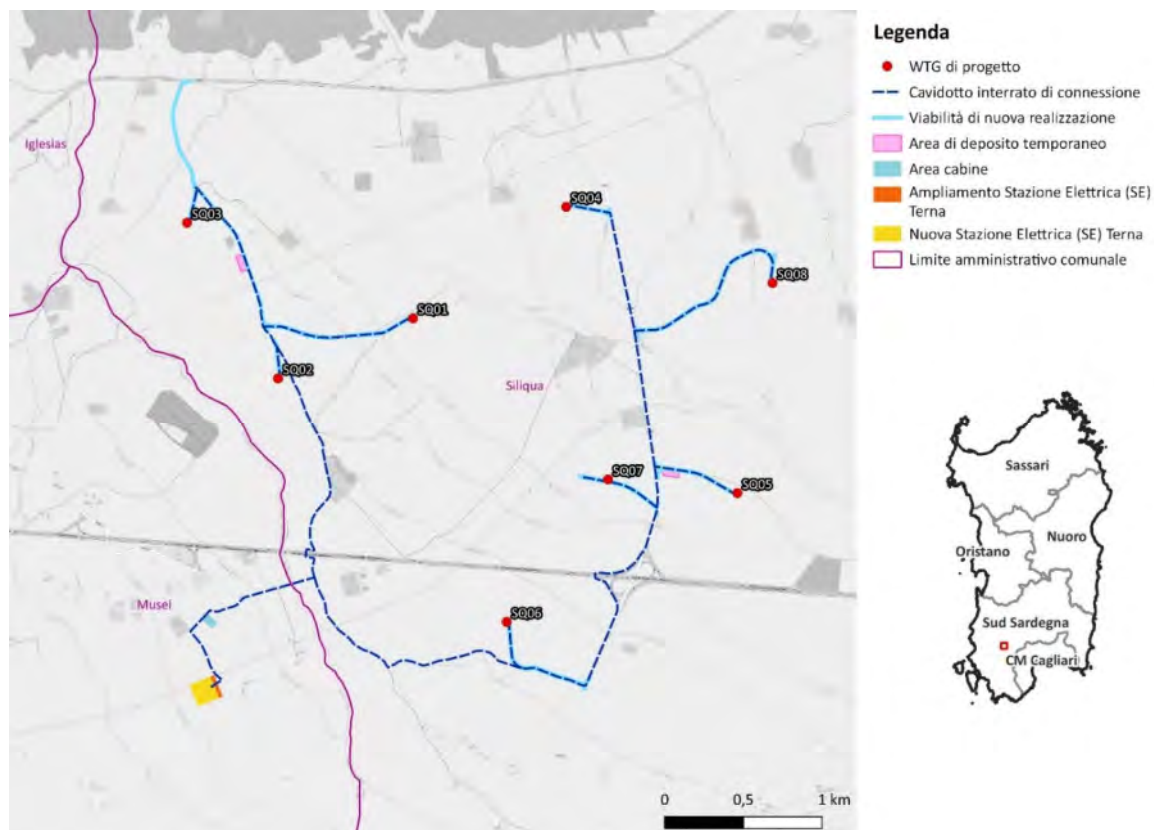 Legenda
WTG di progetto
Cavidotto interrato di connessione
Viabilità di nuova realizzazione
Area di deposito temporaneo
Area cabine
Ampliamento Stazione Elettrica (SE)
Terna
Nuova Stazione Elettrica (SE) Terna
Limite amministrativo comunale
Iglesias
SQ03
SQ04
SQ08
SQ01
SQ02
Siliqua
SQ07
SQ05
Musei
SQ06
0 0,5 1 km
Sassari
Nuoro
Oristano
Sud Sardegna
CM Cagliari